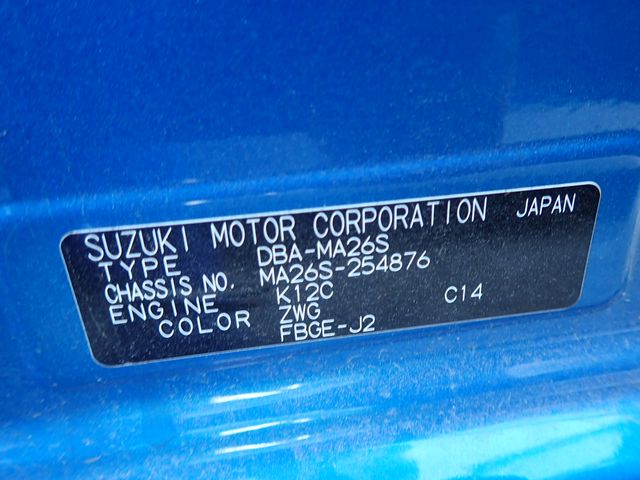 SUZUKI MOTOR CORPORATION JAPAN
TYPE DBA-MA26S
CHASSIS NO. MA26S-254876
ENGINE K12C C14
COLOR ZWG
FBGE-J2